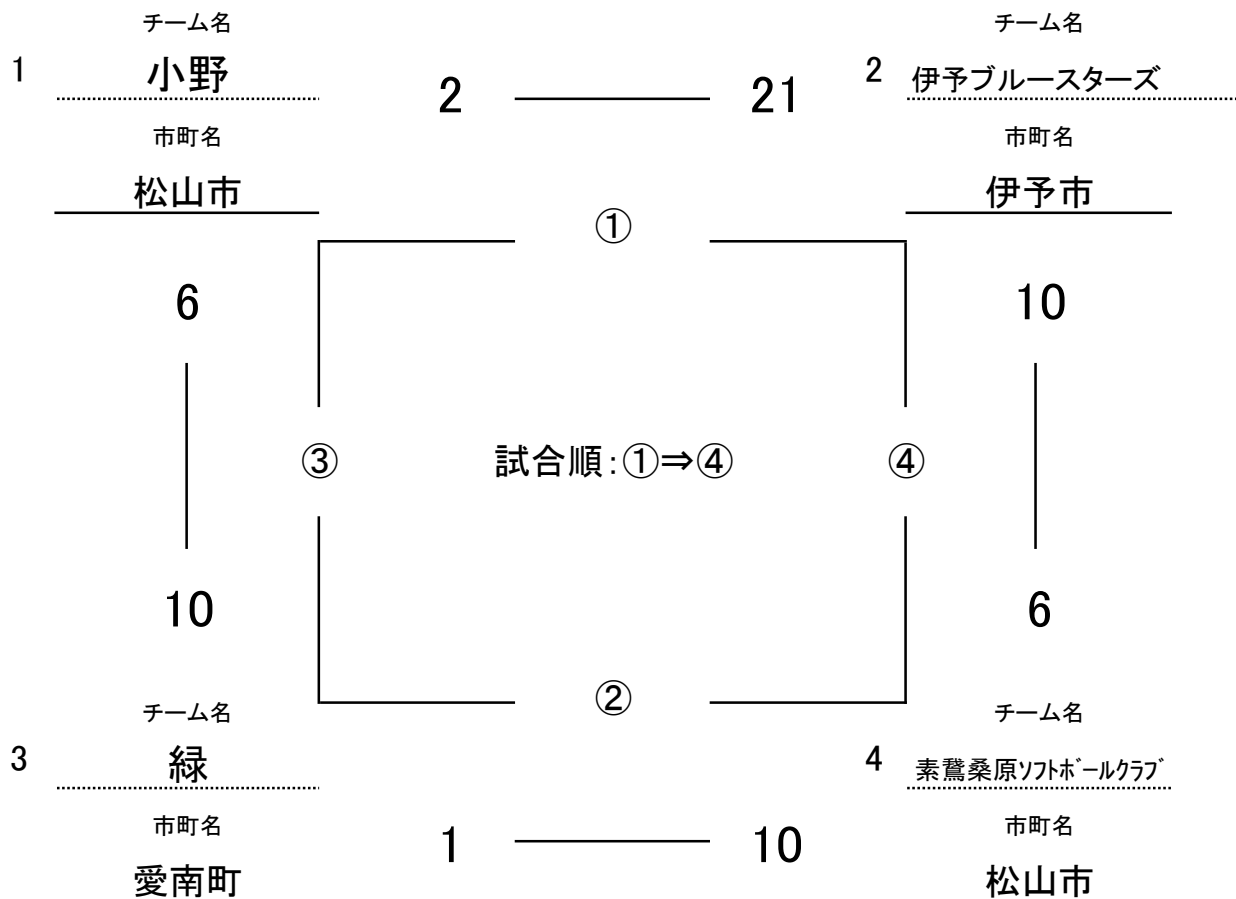 チーム名
チーム名
1
小野
2
21
2
伊予ブルースターズ
市町名
市町名
松山市
伊予市
①
6
10
③
試合順:①⇒④
④
10
6
②
チーム名
チーム名
3
緑
4
素鵞桑原ソフトボールクラブ
市町名
1
10
市町名
愛南町
松山市